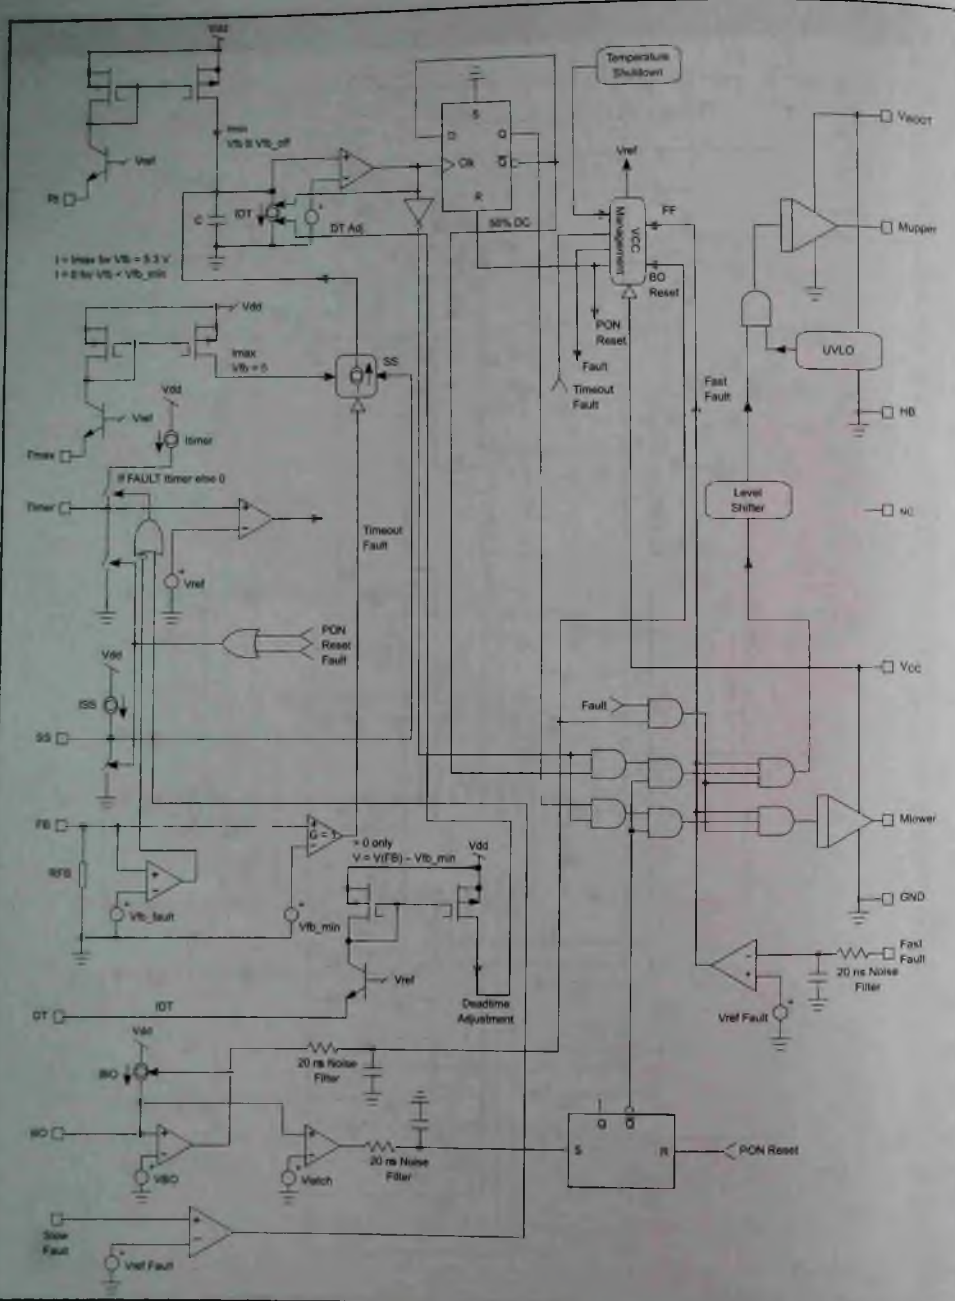 Vdd
Temperature
Shutdown
S
D
Q
Clk
Q
R
VBOOT
Vref
Imin
Vfb ≤ Vfb_off
Vref
Rt
C
IDT
DT Adj
50% DC
VCC
Management
FF
BO
Reset
Mupper
I = Imax for Vfb = 5.3 V
I = 0 for Vfb < Vfb_min
PON
Reset
Fault
Timeout
Fault
UVLO
Vdd
Imax
Vfb = 5
SS
Vdd
Vref
Itimer
Fmax
Fast
Fault
HB
If FAULT Itimer else 0
Timer
Level
Shifter
NC
Timeout
Fault
Vref
PON
Reset
Fault
Vdd
ISS
SS
VCC
Fault
FB
G = 1
> 0 only
V = V(FB) – Vfb_min
Vdd
Mlower
RFB
Vfb_fault
Vfb_min
GND
Vref
Fast
Fault
20 ns Noise
Filter
DT
IDT
Deadtime
Adjustment
Vref Fault
Vdd
20 ns Noise
Filter
IBO
BO
Q
Q
S
R
PON Reset
VBO
Vlatch
20 ns Noise
Filter
Slow
Fault
Vref Fault